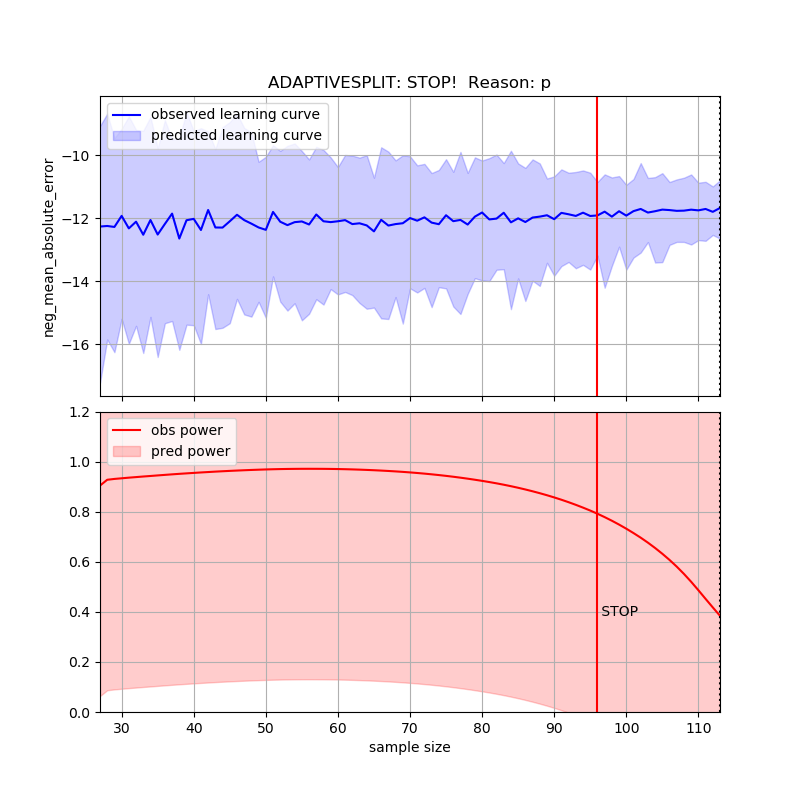 ADAPTIVESPLIT: STOP!  Reason: p
observed learning curve
predicted learning curve
neg_mean_absolute_error
−10
−12
−14
−16
obs power
pred power
1.2
1.0
0.8
0.6
0.4
0.2
0.0
STOP
30 40 50 60 70 80 90 100 110
sample size